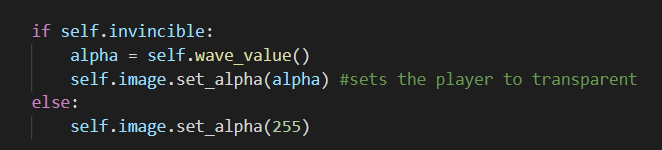 if self.invincible:
    alpha = self.wave_value()
    self.image.set_alpha(alpha) #sets the player to transparent
else:
    self.image.set_alpha(255)